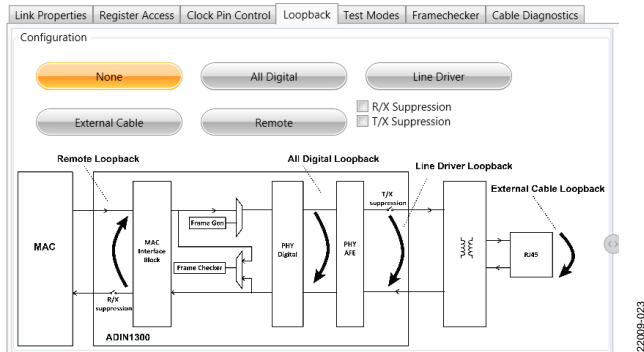 Link Properties Register Access Clock Pin Control Loopback Test Modes Framechecker Cable Diagnostics
Configuration
None All Digital Line Driver
External Cable Remote
R/X Suppression
T/X Suppression
Remote Loopback
All Digital Loopback
Line Driver Loopback
External Cable Loopback
MAC
MAC
Interface
Block
Frame Gen
Frame Checker
PHY
Digital
PHY
AFE
T/X
suppression
R/X
suppression
RJ45
ADIN1300
22009-023